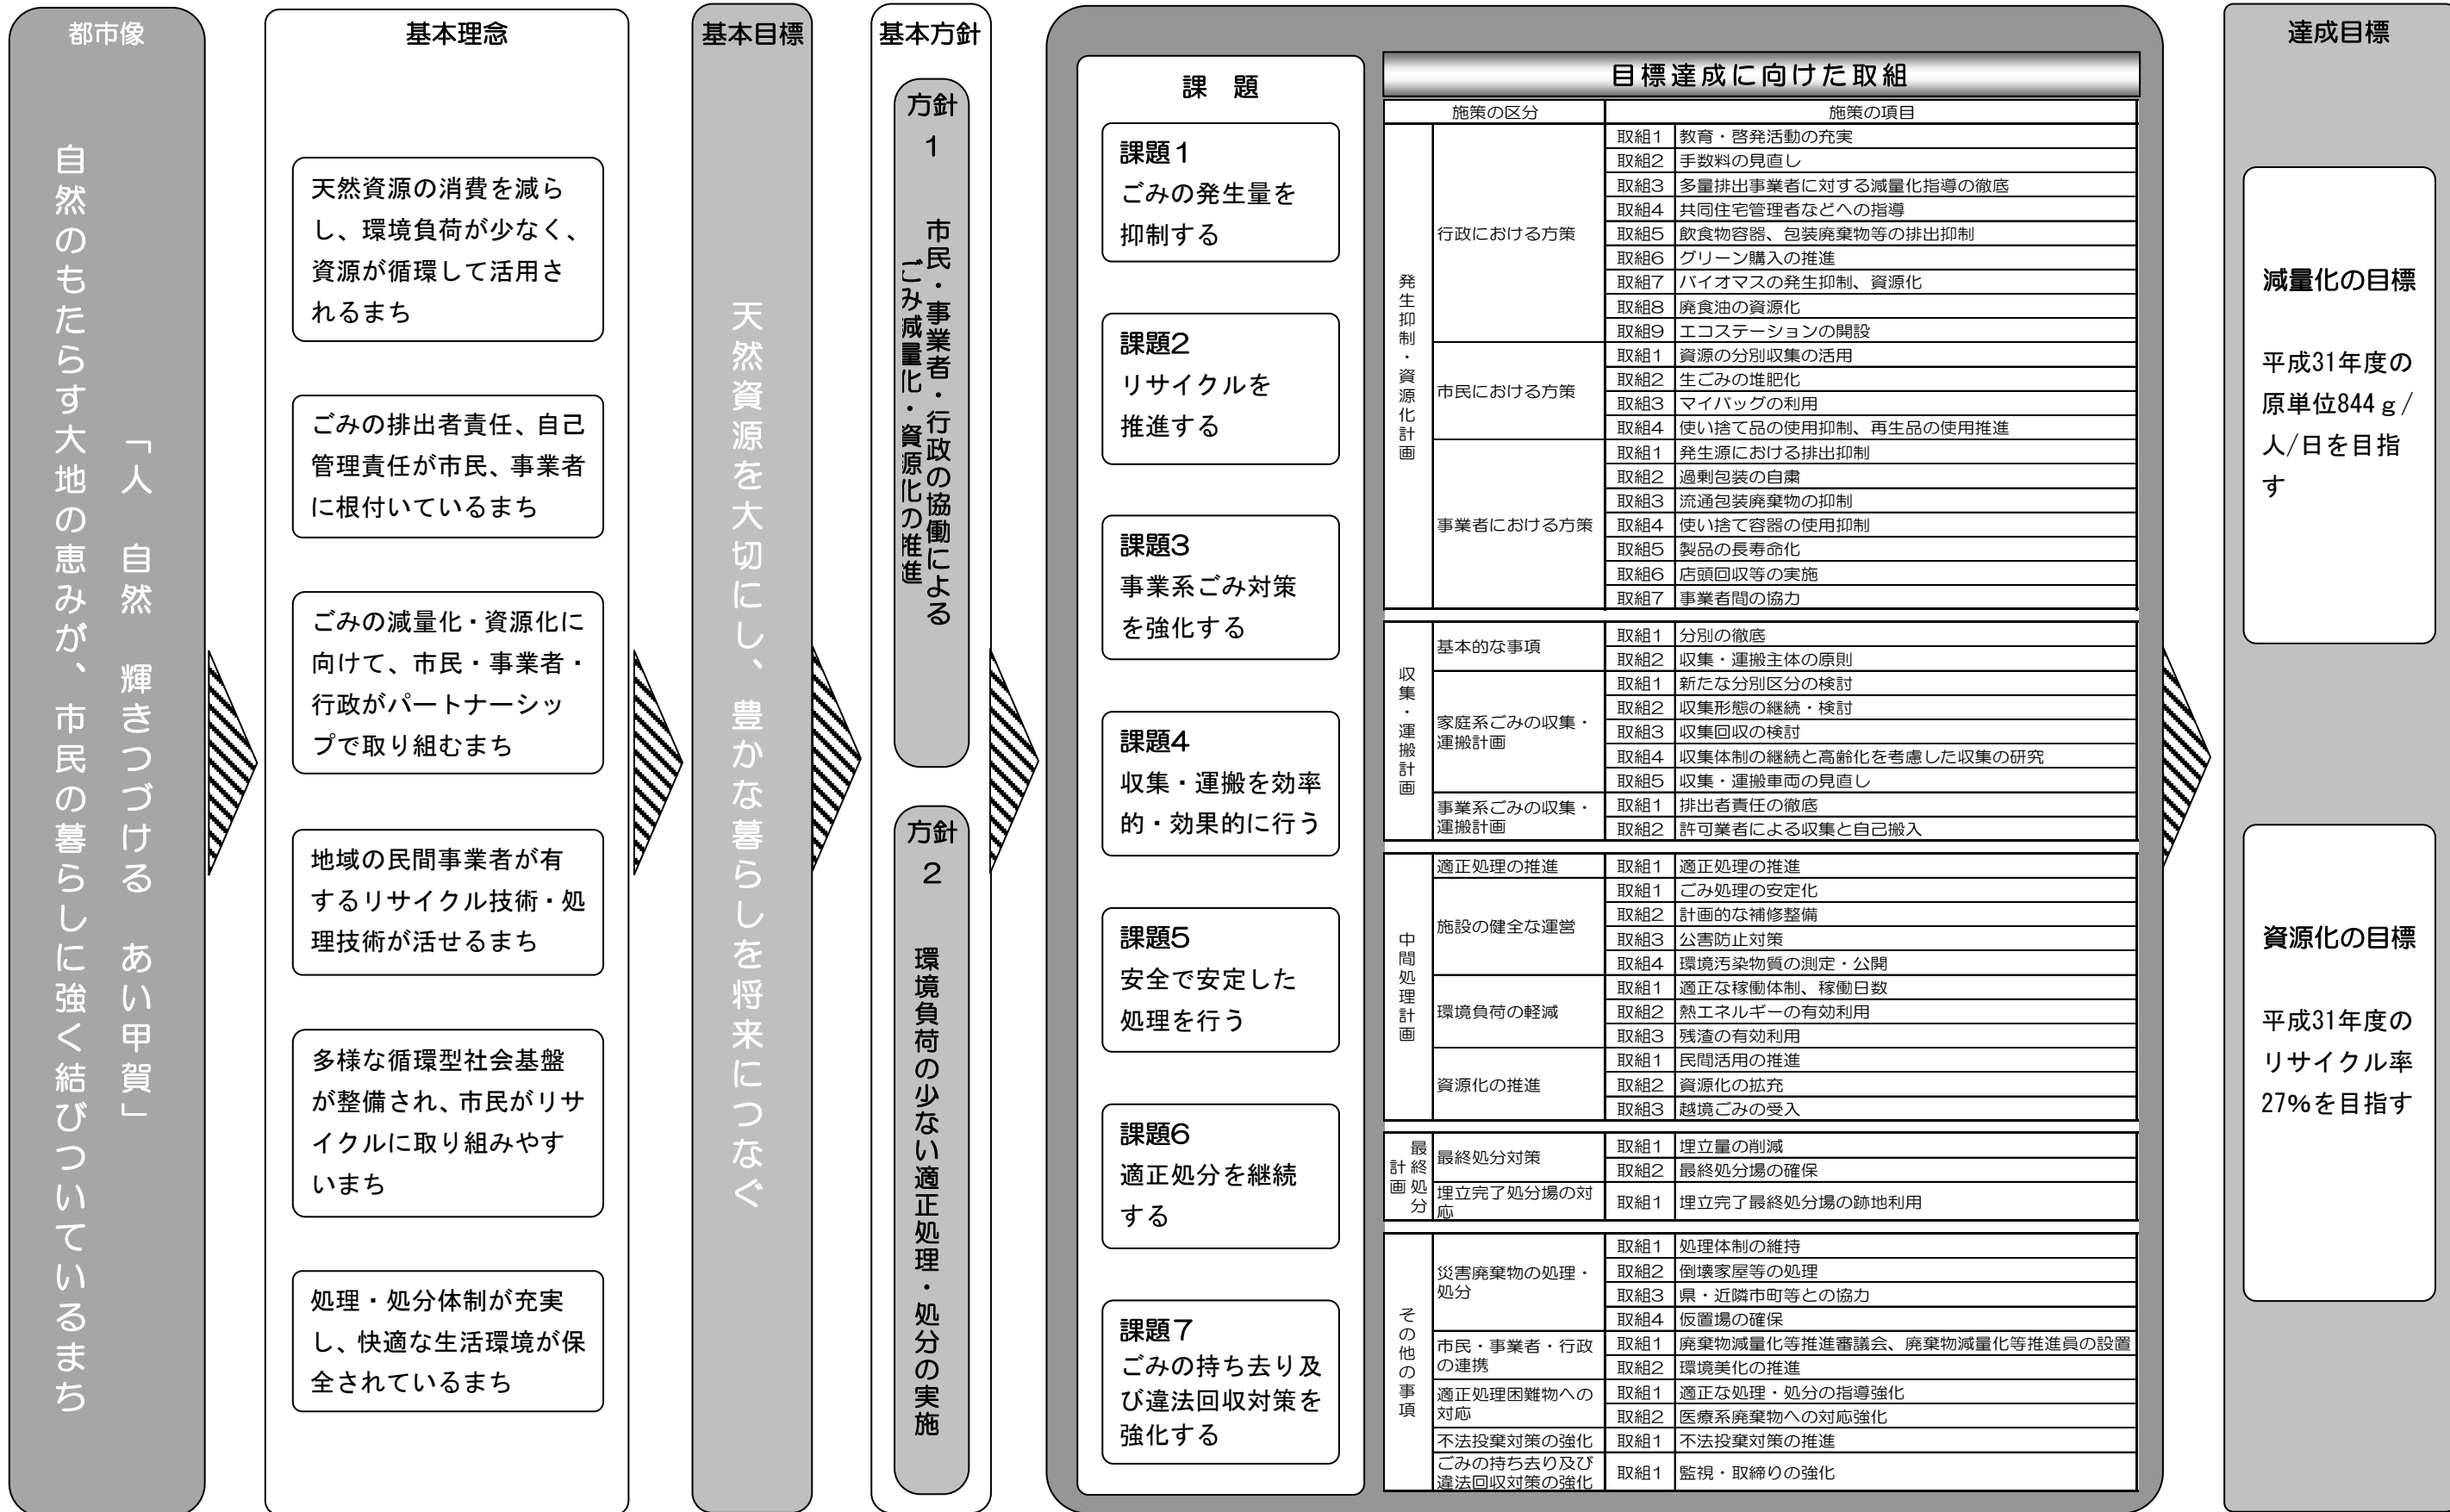 都市像
「人　自然　輝きつづける　あい甲賀」
自然のもたらす大地の恵みが、市民の暮らしに強く結びついているまち
基本理念
天然資源の消費を減ら
し、環境負荷が少なく、
資源が循環して活用さ
れるまち
ごみの排出者責任、自己
管理責任が市民、事業者
に根付いているまち
ごみの減量化・資源化に
向けて、市民・事業者・
行政がパートナーシッ
プで取り組むまち
地域の民間事業者が有
するリサイクル技術・処
理技術が活せるまち
多様な循環型社会基盤
が整備され、市民がリサ
イクルに取り組みやす
いまち
処理・処分体制が充実
し、快適な生活環境が保
全されているまち
基本目標
天然資源を大切にし、豊かな暮らしを将来につなぐ
基本方針
方針
1
市民・事業者・行政の協働による
ごみ減量化・資源化の推進
方針
2
環境負荷の少ない適正処理・処分の実施
課　題
課題1
ごみの発生量を
抑制する
課題2
リサイクルを
推進する
課題3
事業系ごみ対策
を強化する
課題4
収集・運搬を効率
的・効果的に行う
課題5
安全で安定した
処理を行う
課題6
適正処分を継続
する
課題7
ごみの持ち去り及
び違法回収対策を
強化する
目標達成に向けた取組
施策の区分　施策の項目
発生抑制・資源化計画
行政における方策
取組1 教育・啓発活動の充実
取組2 手数料の見直し
取組3 多量排出事業者に対する減量化指導の徹底
取組4 共同住宅管理者などへの指導
取組5 飲食物容器、包装廃棄物等の排出抑制
取組6 グリーン購入の推進
取組7 バイオマスの発生抑制、資源化
取組8 廃食油の資源化
取組9 エコステーションの開設
市民における方策
取組1 資源の分別収集の活用
取組2 生ごみの堆肥化
取組3 マイバッグの利用
取組4 使い捨て品の使用抑制、再生品の使用推進
事業者における方策
取組1 発生源における排出抑制
取組2 過剰包装の自粛
取組3 流通包装廃棄物の抑制
取組4 使い捨て容器の使用抑制
取組5 製品の長寿命化
取組6 店頭回収等の実施
取組7 事業者間の協力
収集・運搬計画
基本的な事項
取組1 分別の徹底
取組2 収集・運搬主体の原則
家庭系ごみの収集・
運搬計画
取組1 新たな分別区分の検討
取組2 収集形態の継続・検討
取組3 収集回収の検討
取組4 収集体制の継続と高齢化を考慮した収集の研究
取組5 収集・運搬車両の見直し
事業系ごみの収集・
運搬計画
取組1 排出者責任の徹底
取組2 許可業者による収集と自己搬入
中間処理計画
適正処理の推進
取組1 適正処理の推進
施設の健全な運営
取組1 ごみ処理の安定化
取組2 計画的な補修整備
取組3 公害防止対策
取組4 環境汚染物質の測定・公開
環境負荷の軽減
取組1 適正な稼働体制、稼働日数
取組2 熱エネルギーの有効利用
取組3 残渣の有効利用
資源化の推進
取組1 民間活用の推進
取組2 資源化の拡充
取組3 越境ごみの受入
最終処分
計画
最終処分対策
取組1 埋立量の削減
取組2 最終処分場の確保
埋立完了処分場の対
応
取組1 埋立完了最終処分場の跡地利用
その他の事項
災害廃棄物の処理・
処分
取組1 処理体制の維持
取組2 倒壊家屋等の処理
取組3 県・近隣市町等との協力
取組4 仮置場の確保
市民・事業者・行政
の連携
取組1 廃棄物減量化等推進審議会、廃棄物減量化等推進員の設置
取組2 環境美化の推進
適正処理困難物への
対応
取組1 適正な処理・処分の指導強化
取組2 医療系廃棄物への対応強化
不法投棄対策の強化
取組1 不法投棄対策の推進
ごみの持ち去り及び
違法回収対策の強化
取組1 監視・取締りの強化
達成目標
減量化の目標
平成31年度の
原単位844ｇ/
人/日を目指
す
資源化の目標
平成31年度の
リサイクル率
27%を目指す